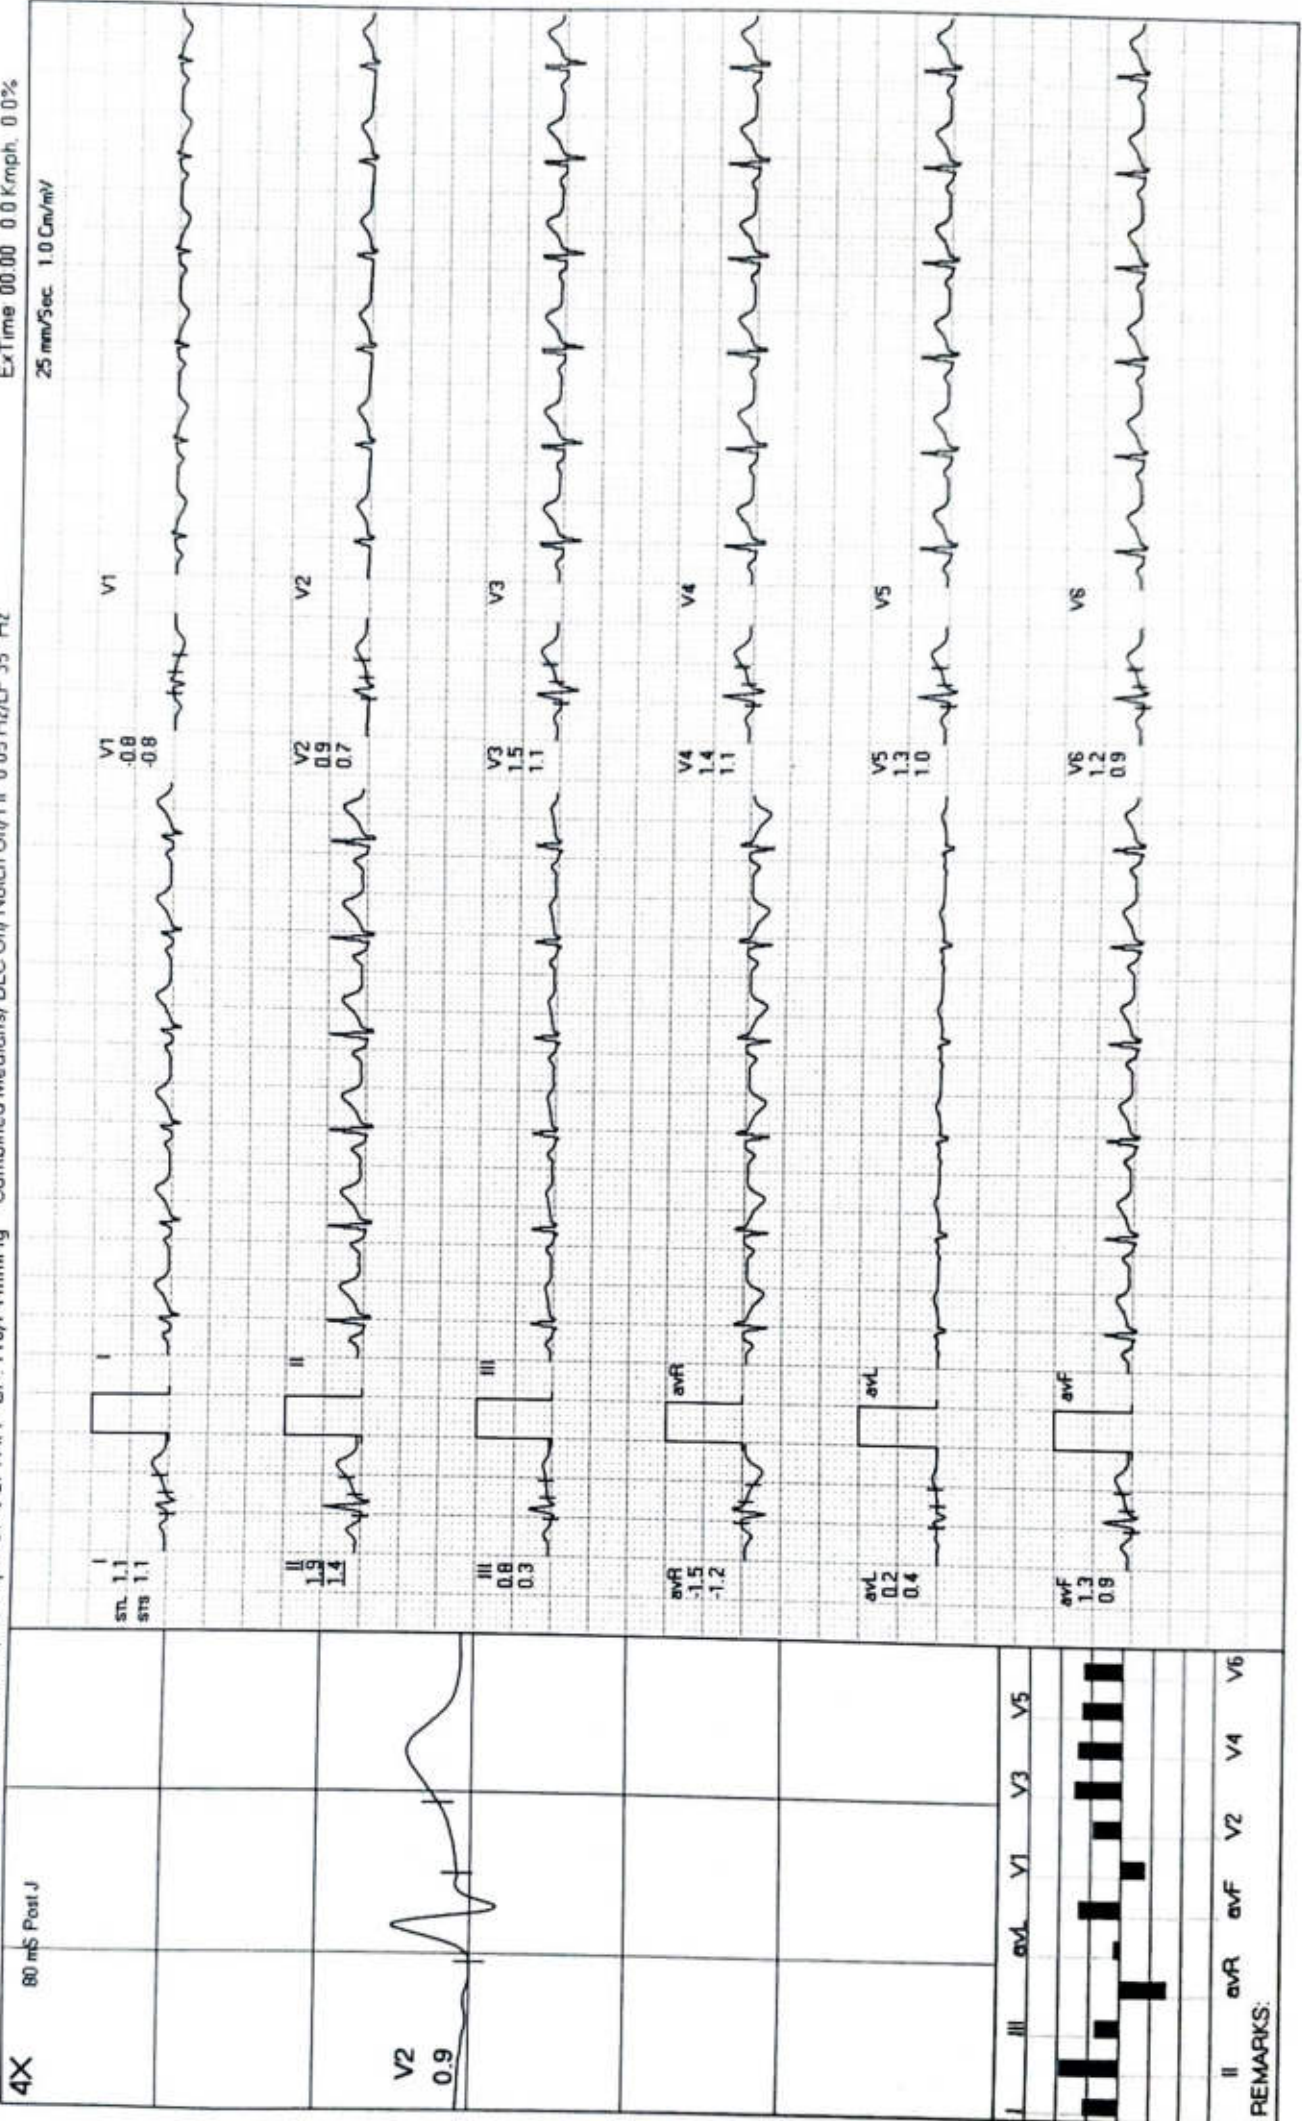 ExTime 00:00 0.0 Kmph, 0.0%
25 mm/Sec. 1.0 Cm/mV
4X
80 mS Post J
V2
0.9
I
STL 1.1
STS 1.1
I
V1
-0.8
-0.8
V1
II
1.9
1.4
II
V2
0.9
0.7
V2
III
0.8
0.3
III
V3
1.5
1.1
V3
avR
-1.5
-1.2
avR
V4
1.4
1.1
V4
avL
0.2
0.4
avL
V5
1.3
1.0
V5
avF
1.3
0.9
avF
V6
1.2
0.9
V6
I III avL V1 V3 V5
II avR avF V2 V4 V6
REMARKS: